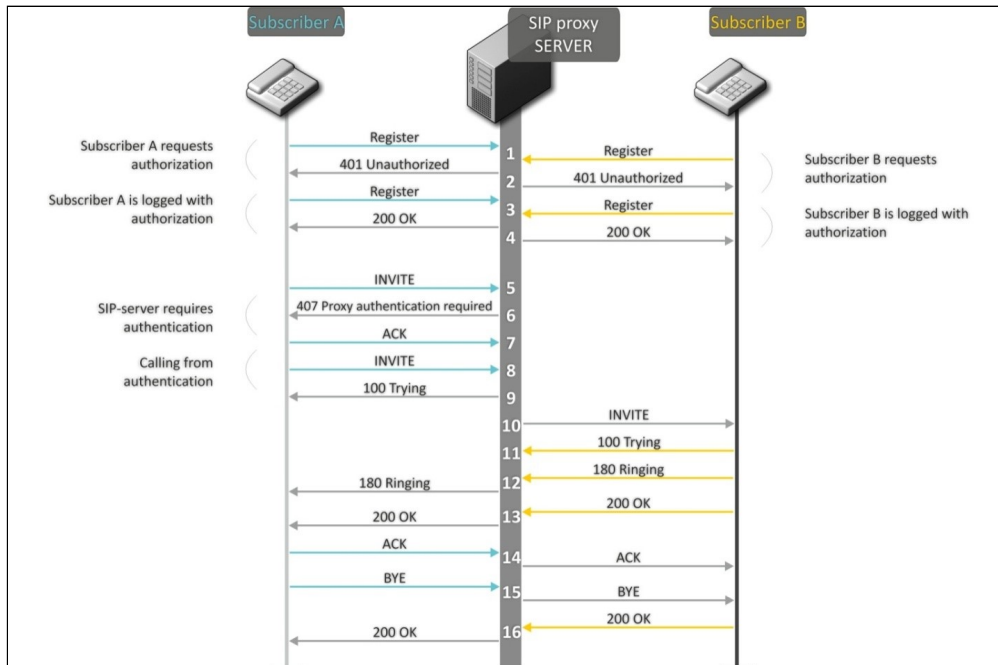 Subscriber A
SIP proxy
SERVER
Subscriber B
Subscriber A requests
authorization
Register
1
Register
Subscriber B requests
authorization
401 Unauthorized
2
401 Unauthorized
Subscriber A is logged with
authorization
Register
3
Register
Subscriber B is logged with
authorization
200 OK
4
200 OK
INVITE
5
SIP-server requires
authentication
407 Proxy authentication required
6
ACK
7
Calling from
authentication
INVITE
8
100 Trying
9
10
INVITE
11
100 Trying
180 Ringing
12
180 Ringing
200 OK
13
200 OK
ACK
14
ACK
BYE
15
BYE
200 OK
16
200 OK